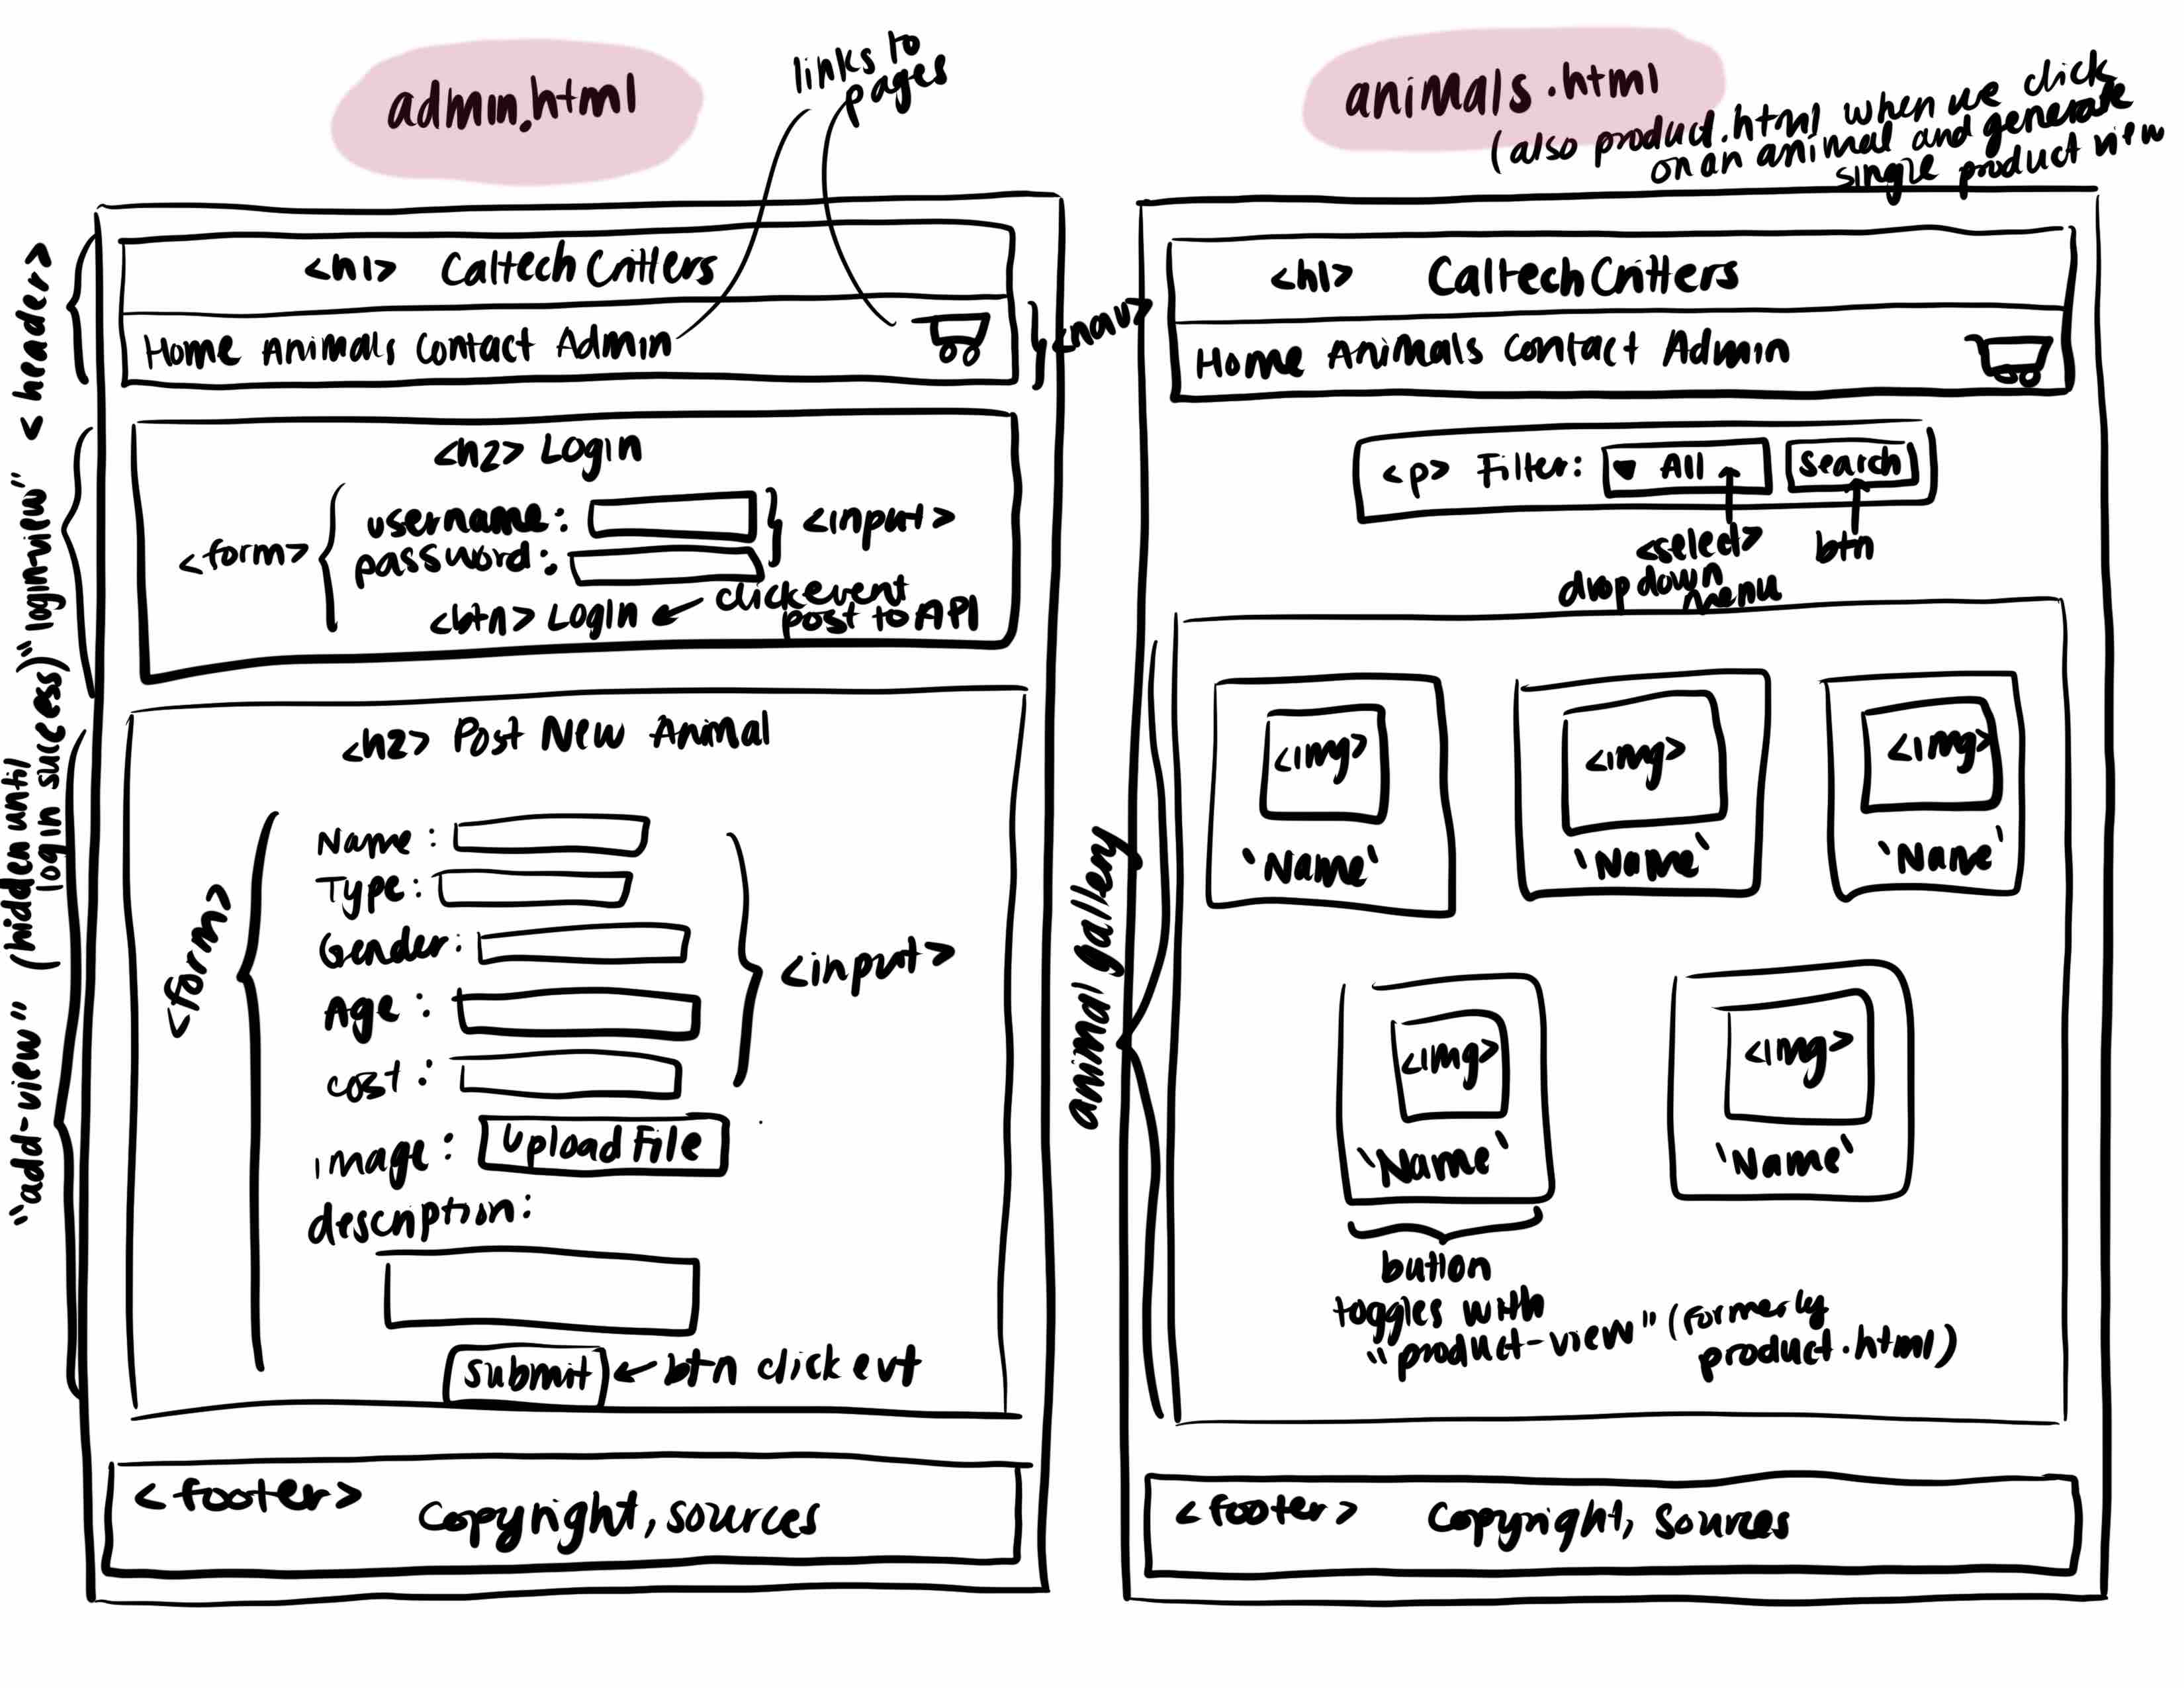 admin.html
links to
pages
<h1> CaltechCritters
Home Animals Contact Admin
<header>
<nav>
<h2> Login
username:
password:
<form>
<input>
<btn> Login
click event
post to API
"login-view"
<h2> Post New Animal
Name:
Type:
Gender:
Age:
cost:
image: Upload File
description:
submit
btn click evt
<form>
<input>
"add-view" (hidden until
log in success)
<footer> Copyright, sources
animals.html
(also product.html when we click
on an animal and generate
single product view
<h1> CaltechCritters
Home Animals Contact Admin
<p> Filter: All search
<select>
drop down
menu
btn
animal gallery
<img> <img> <img>
'Name' 'Name' 'Name'
<img> <img>
'Name' 'Name'
button
toggles with
"product-view" (formerly
product.html)
<footer> Copyright, Sources